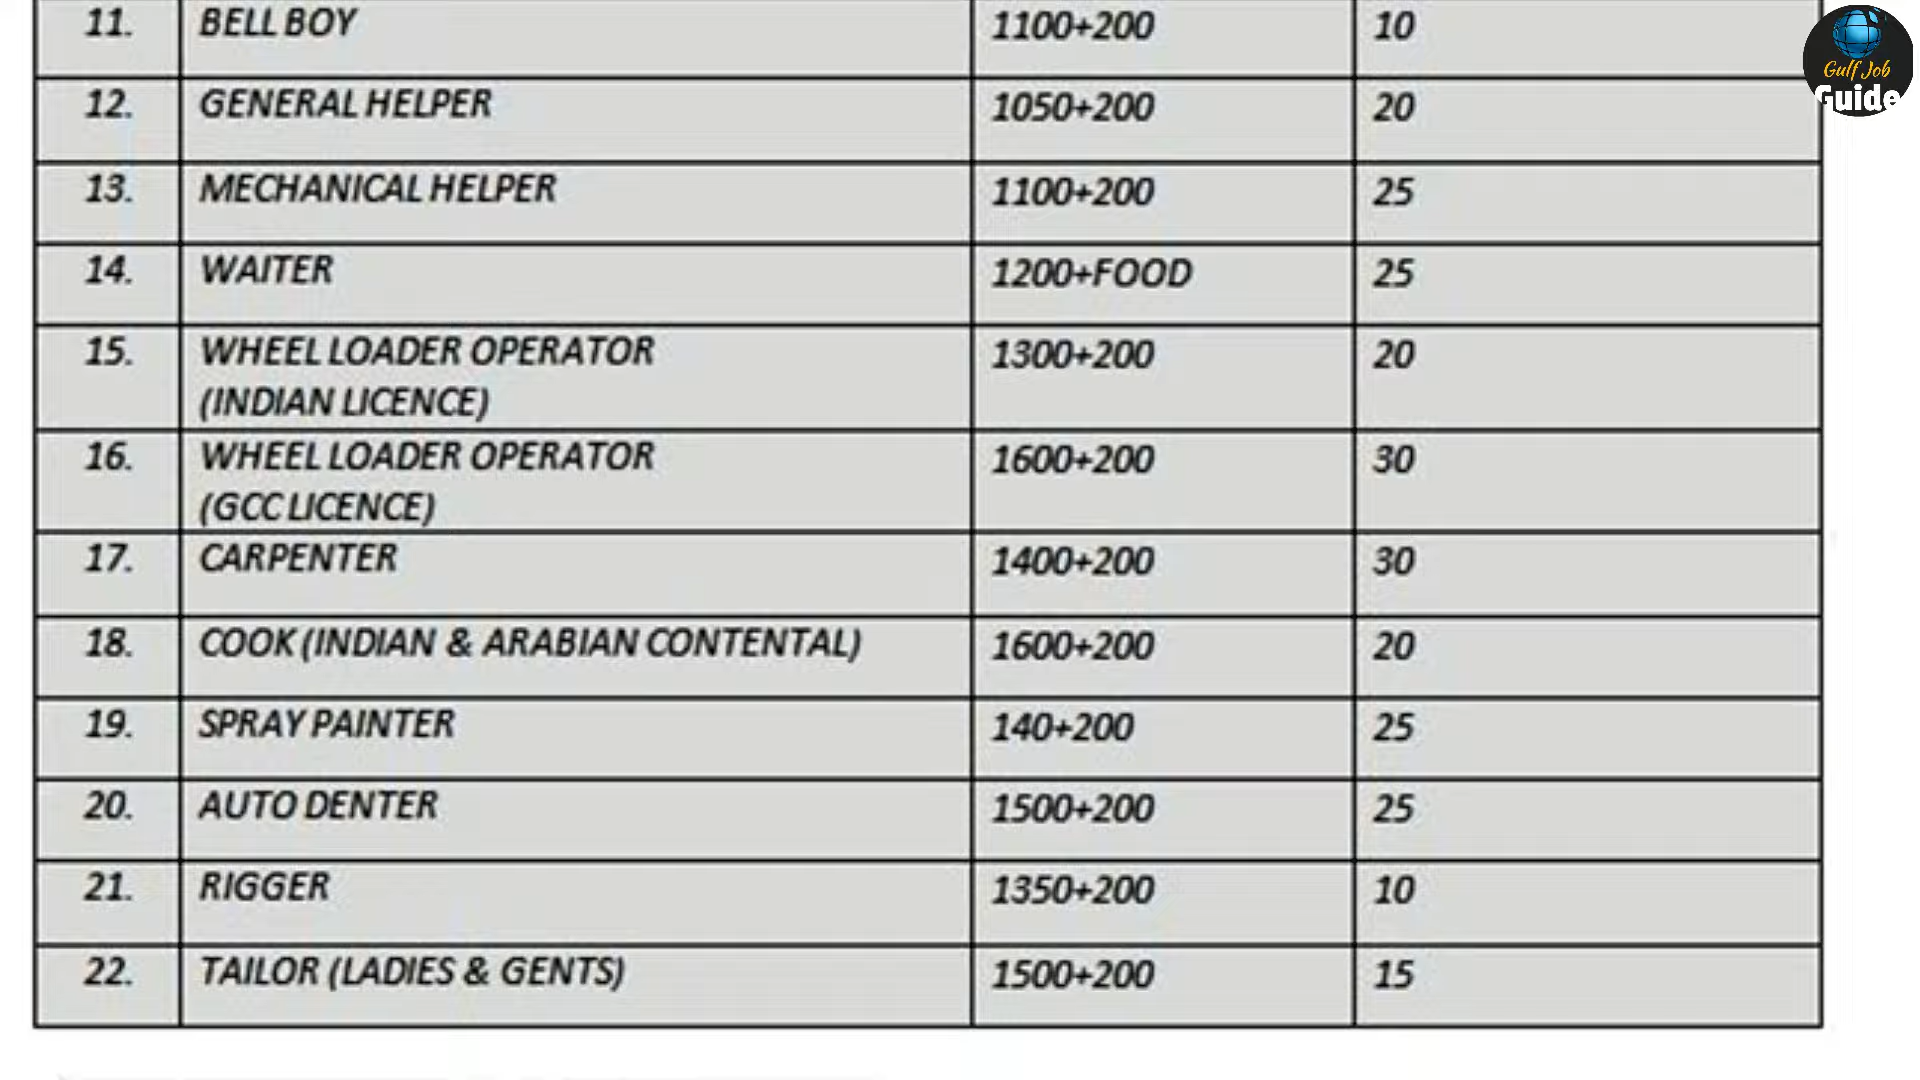 11. BELL BOY 1100+200 10
12. GENERAL HELPER 1050+200 20
13. MECHANICAL HELPER 1100+200 25
14. WAITER 1200+FOOD 25
15. WHEEL LOADER OPERATOR 1300+200 20
(INDIAN LICENCE)
16. WHEEL LOADER OPERATOR 1600+200 30
(GCC LICENCE)
17. CARPENTER 1400+200 30
18. COOK (INDIAN & ARABIAN CONTENTAL) 1600+200 20
19. SPRAY PAINTER 140+200 25
20. AUTO DENTER 1500+200 25
21. RIGGER 1350+200 10
22. TAILOR (LADIES & GENTS) 1500+200 15
Gulf Job
Guide